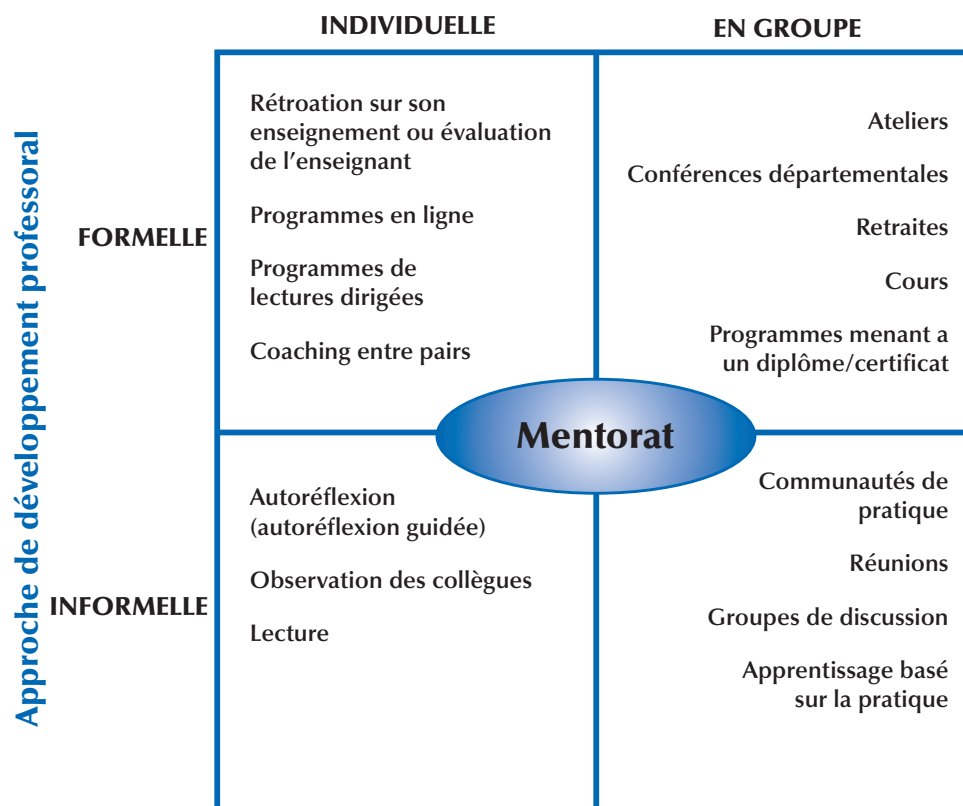 INDIVIDUELLE
EN GROUPE
Approche de développement professoral
FORMELLE
Rétroation sur son
enseignement ou évaluation
de l’enseignant
Programmes en ligne
Programmes de
lectures dirigées
Coaching entre pairs
Ateliers
Conférences départementales
Retraites
Cours
Programmes menant a
un diplôme/certificat
Mentorat
INFORMELLE
Autoréflexion
(autoréflexion guidée)
Observation des collègues
Lecture
Communautés de
pratique
Réunions
Groupes de discussion
Apprentissage basé
sur la pratique